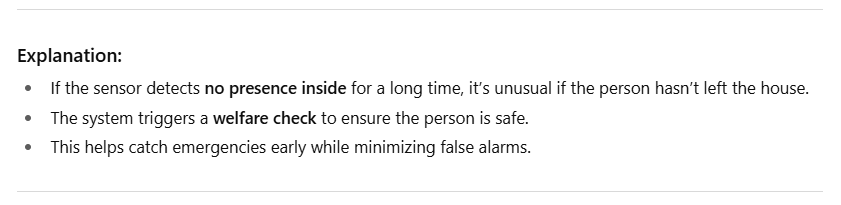 Explanation:
If the sensor detects no presence inside for a long time, it's unusual if the person hasn't left the house.
The system triggers a welfare check to ensure the person is safe.
This helps catch emergencies early while minimizing false alarms.